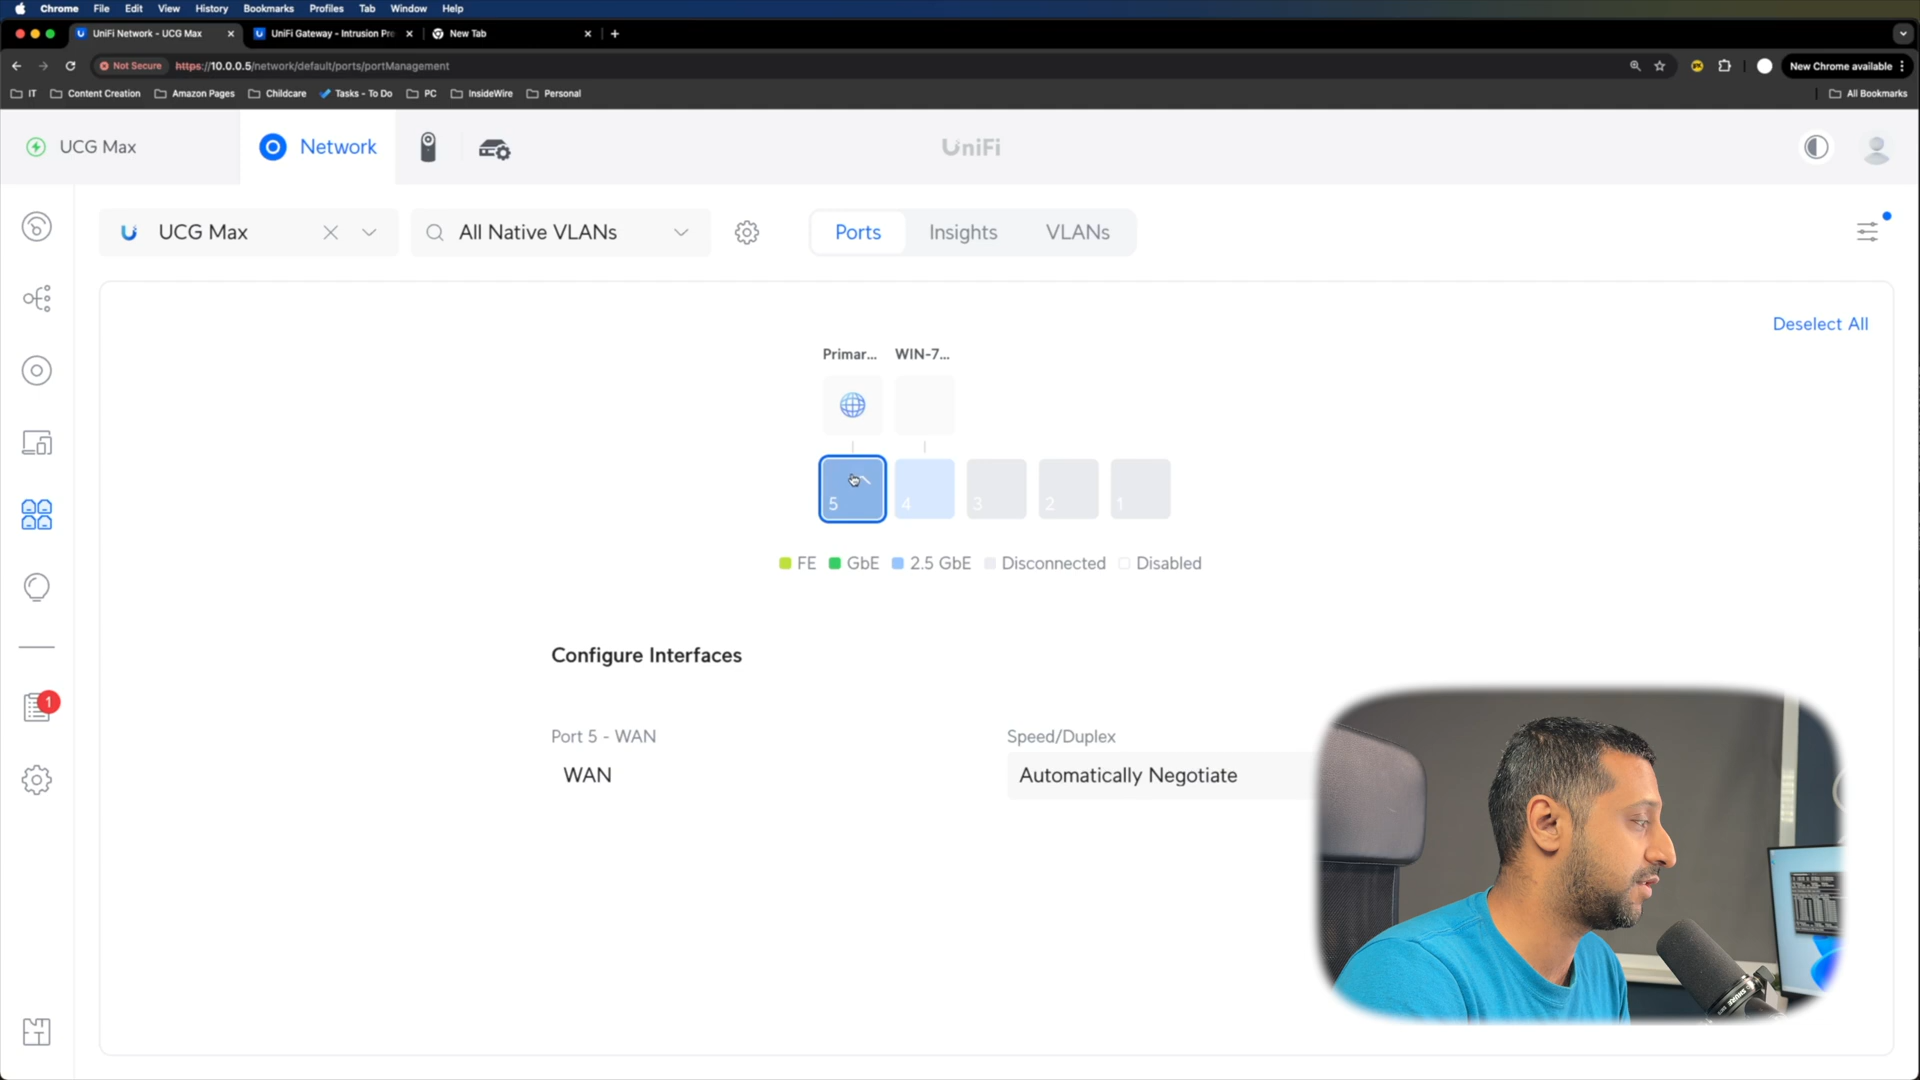 Chrome File Edit View History Bookmarks Profiles Tab Window Help
UniFi Network - UCG Max
UniFi Gateway - Intrusion Pre
New Tab
Not Secure https://10.0.0.5/network/default/ports/portManagement
New Chrome available
IT Content Creation Amazon Pages Childcare Tasks - To Do PC InsideWire Personal
All Bookmarks
UCG Max
Network
UniFi
UCG Max
All Native VLANs
Ports Insights VLANs
Deselect All
Primar... WIN-7...
5 4 3 2 1
FE GbE 2.5 GbE Disconnected Disabled
Configure Interfaces
1
Port 5 - WAN
Speed/Duplex
WAN
Automatically Negotiate